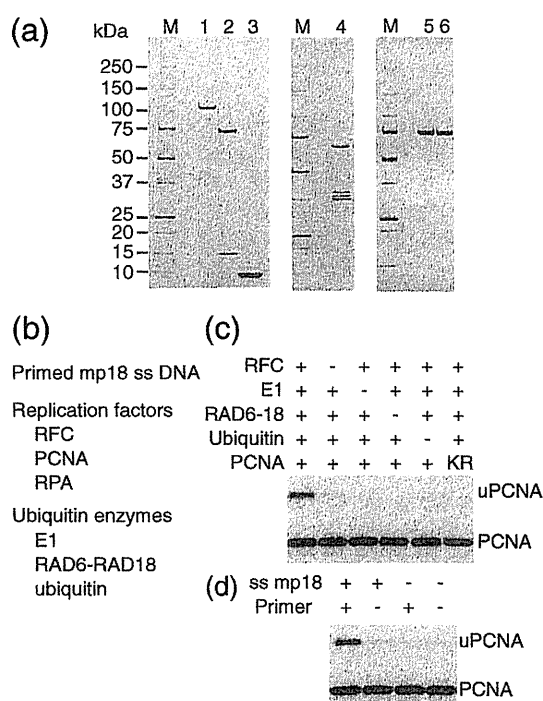 (a)
kDa M 1 2 3 M 4 M 5 6
250
150
100
75
50
37
25
20
15
10
(b)
Primed mp18 ss DNA
Replication factors
RFC
PCNA
RPA
Ubiquitin enzymes
E1
RAD6-RAD18
ubiquitin
(c)
RFC + - + + + +
E1 + + - + + +
RAD6-18 + + + - + +
Ubiquitin + + + + - +
PCNA + + + + + KR
uPCNA
PCNA
(d)
ss mp18 + + - -
Primer + - + -
uPCNA
PCNA